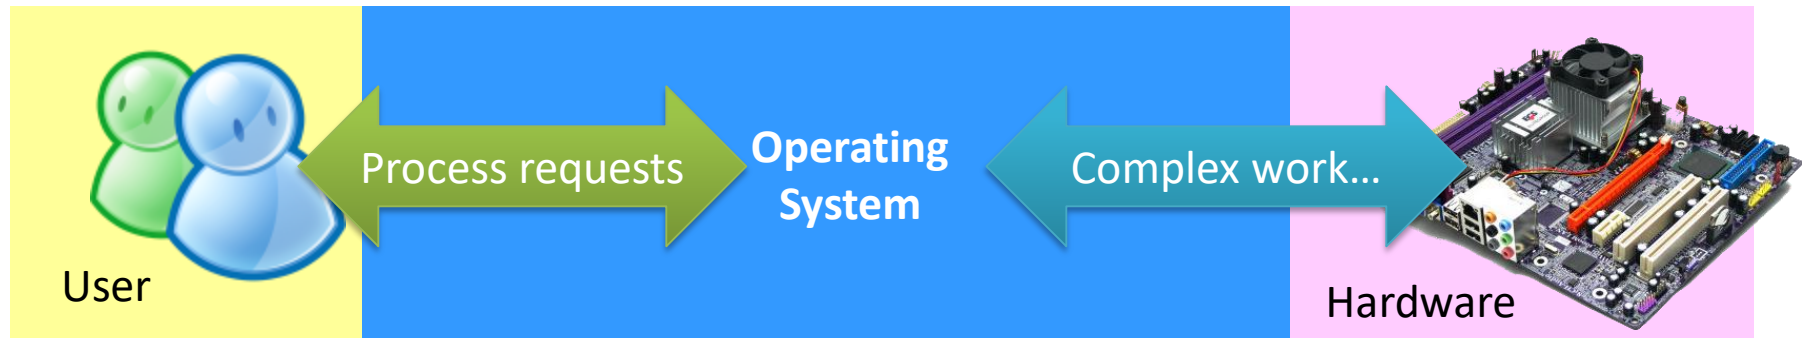 User
Process requests
Operating
System
Complex work…
Hardware